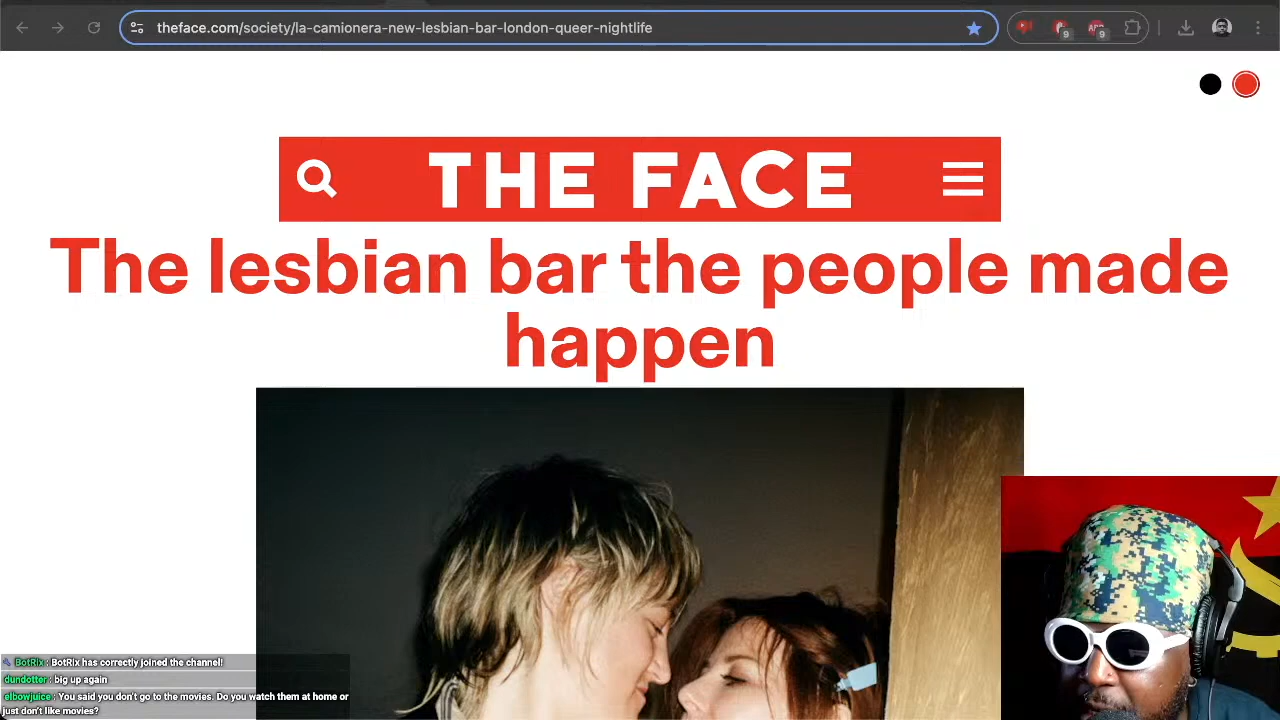 theface.com/society/la-camionera-new-lesbian-bar-london-queer-nightlife
9
9
THE FACE
The lesbian bar the people made
happen
BotRix : BotRix has correctly joined the channel!
dundotter : big up again
elbowjuice : You said you don't go to the movies. Do you watch them at home or
just don't like movies?